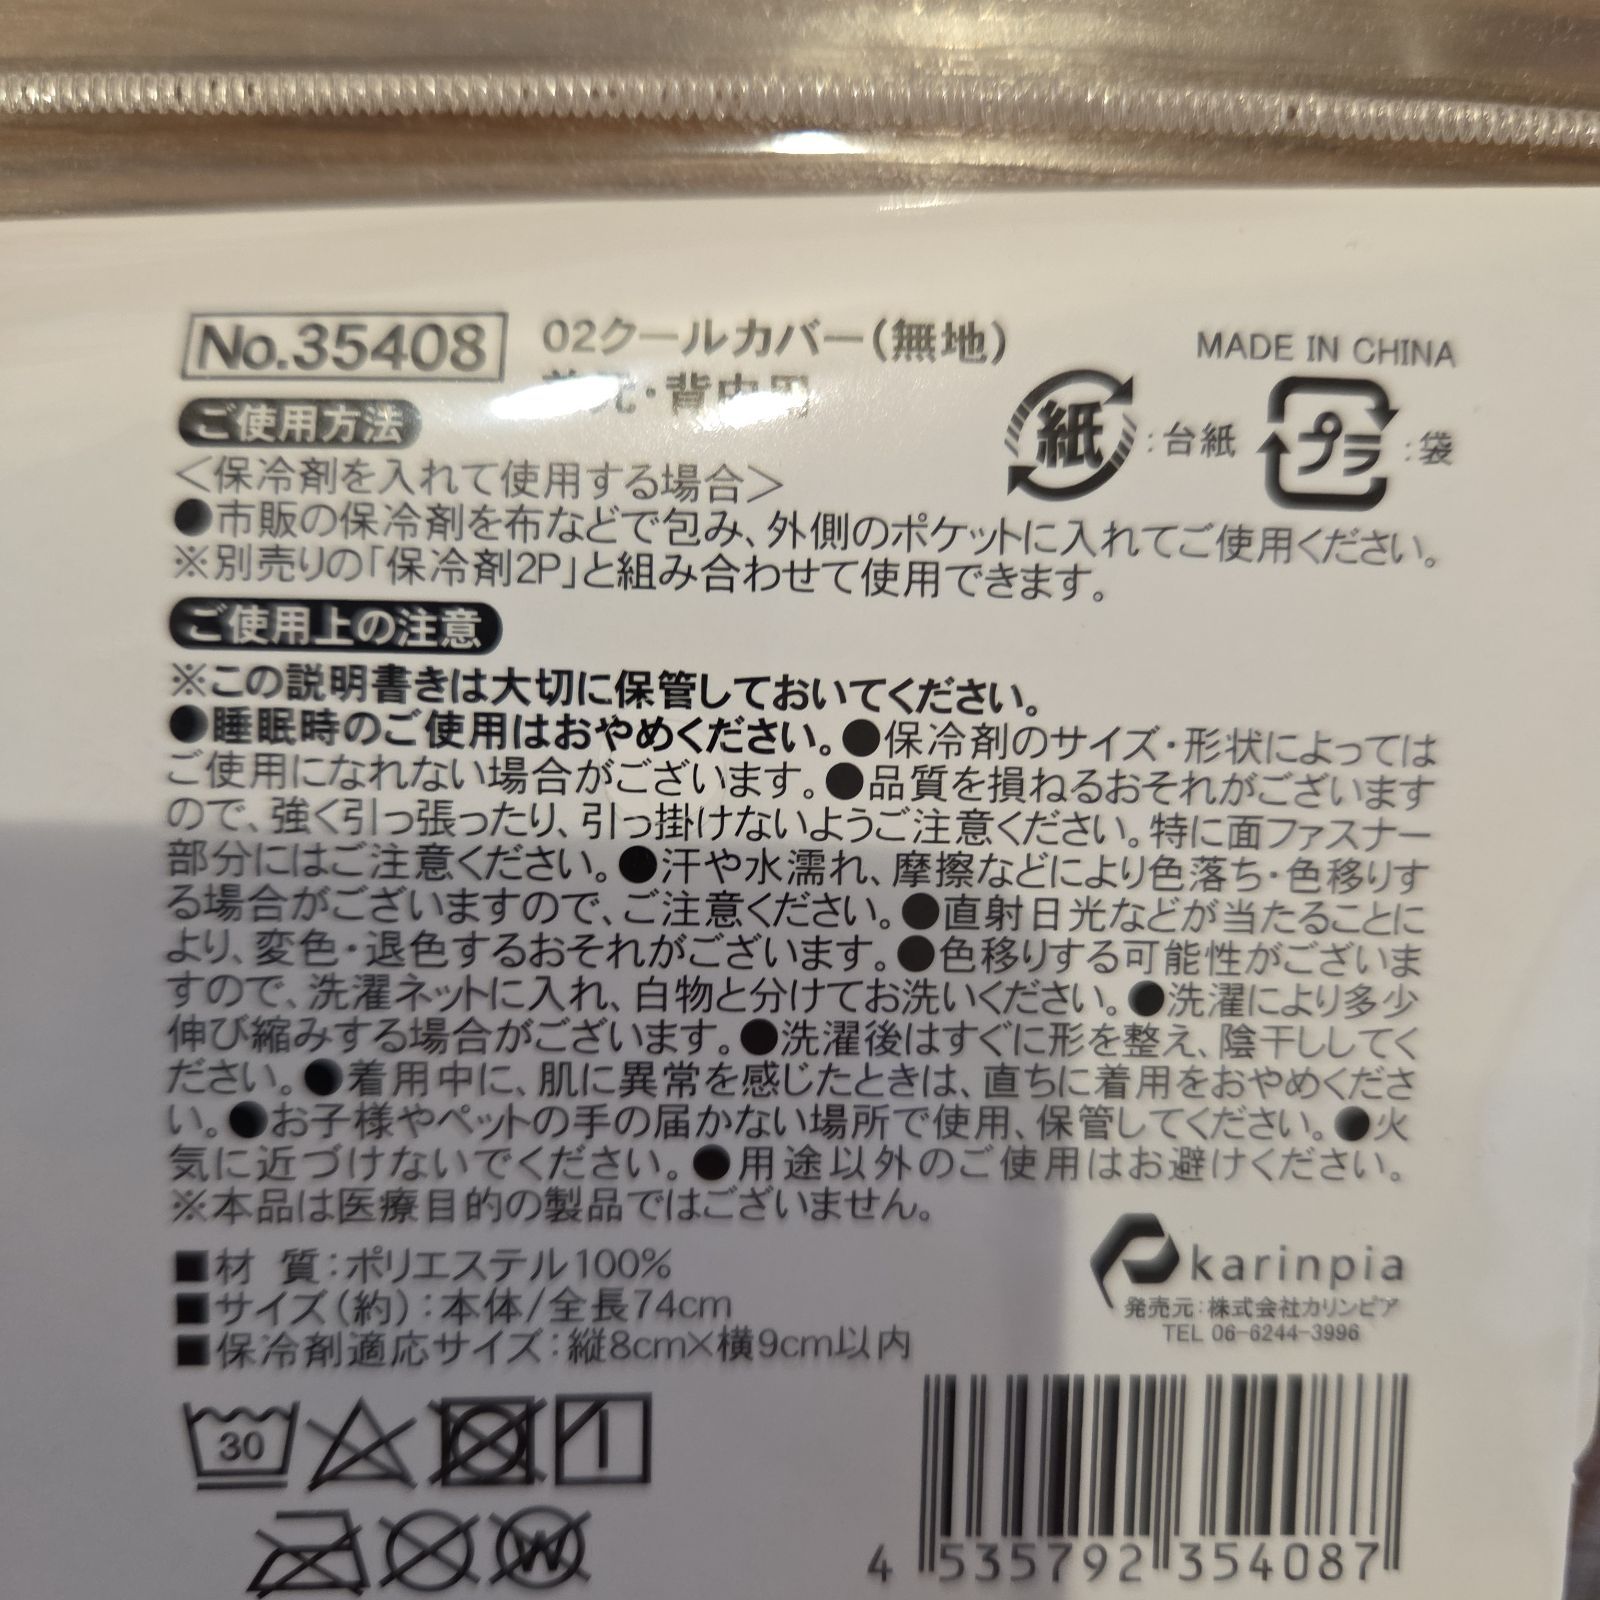 No.35408
02クールカバー(無地)
元・背中用
MADE IN CHINA
紙:台紙
プラ:袋
ご使用方法
＜保冷剤を入れて使用する場合＞
●市販の保冷剤を布などで包み、外側のポケットに入れてご使用ください。
※別売りの「保冷剤2P」と組み合わせて使用できます。
ご使用上の注意
※この説明書きは大切に保管しておいてください。
●睡眠時のご使用はおやめください。●保冷剤のサイズ・形状によっては
ご使用になれない場合がございます。●品質を損ねるおそれがございます
ので、強く引っ張ったり、引っ掛けないようご注意ください。特に面ファスナー
部分にはご注意ください。●汗や水濡れ、摩擦などにより色落ち・色移りす
る場合がございますので、ご注意ください。●直射日光などが当たることに
より、変色・退色するおそれがございます。●色移りする可能性がございま
すので、洗濯ネットに入れ、白物と分けてお洗いください。●洗濯により多少
伸び縮みする場合がございます。●洗濯後はすぐに形を整え、陰干ししてく
ださい。●着用中に、肌に異常を感じたときは、直ちに着用をおやめくださ
い。●お子様やペットの手の届かない場所で使用、保管してください。●火
気に近づけないでください。●用途以外のご使用はお避けください。
※本品は医療目的の製品ではございません。
■材 質:ポリエステル100%
■サイズ(約):本体/全長74cm
■保冷剤適応サイズ:縦8cm×横9cm以内
karinpia
発売元:株式会社カリンピア
TEL 06-6244-3996
30
W
4 535792 354087